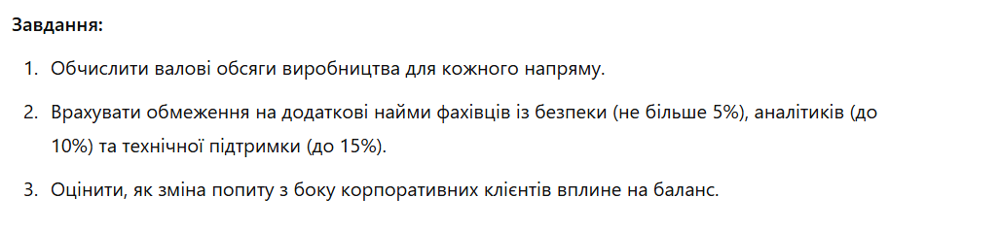 Завдання:
1. Обчислити валові обсяги виробництва для кожного напряму.
2. Врахувати обмеження на додаткові найми фахівців із безпеки (не більше 5%), аналітиків (до
10%) та технічної підтримки (до 15%).
3. Оцінити, як зміна попиту з боку корпоративних клієнтів вплине на баланс.